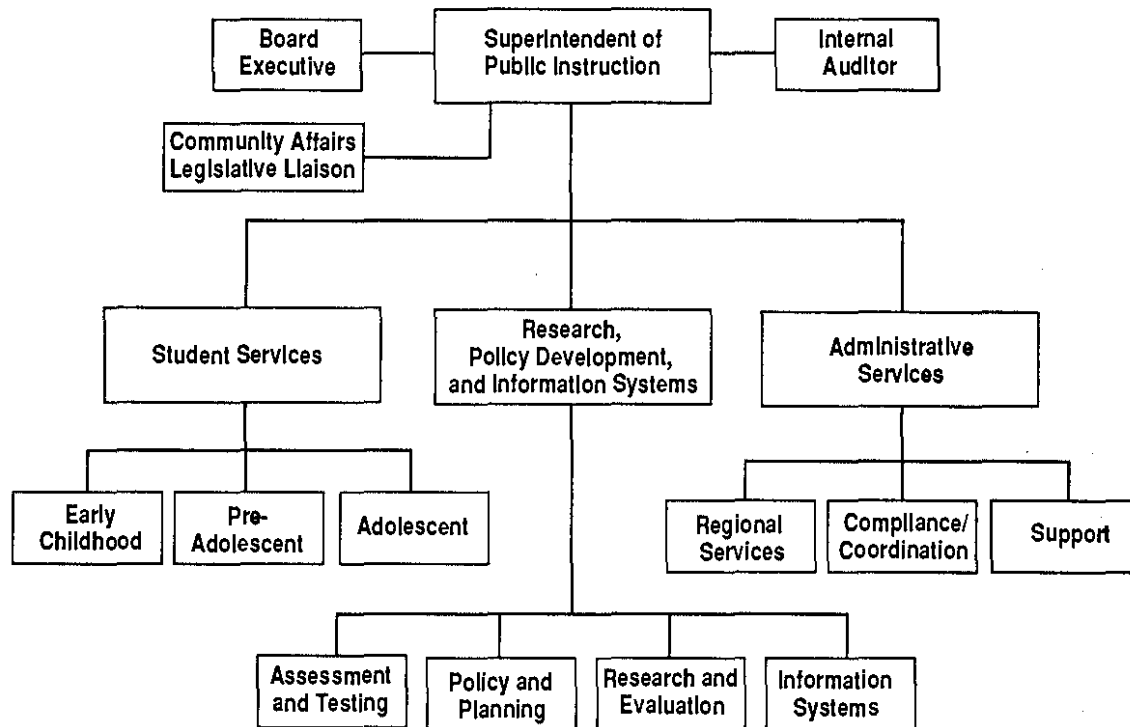 Board
Executive
Superintendent of
Public Instruction
Internal
Auditor
Community Affairs
Legislative Liaison
Student Services
Research,
Policy Development,
and Information Systems
Administrative
Services
Early
Childhood
Pre-
Adolescent
Adolescent
Regional
Services
Compliance/
Coordination
Support
Assessment
and Testing
Policy and
Planning
Research and
Evaluation
Information
Systems